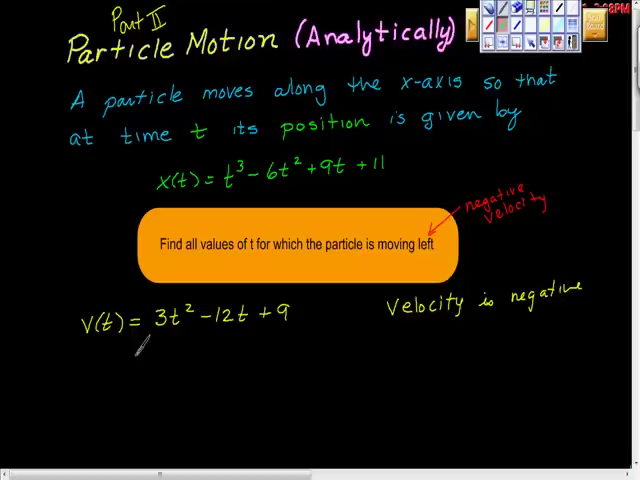 Part II
Particle Motion (Analytically)
A particle moves along the x-axis so that
at time t its position is given by
x(t) = t³ - 6t² + 9t + 11
negative
velocity
Find all values of t for which the particle is moving left
v(t) = 3t² - 12t + 9
Velocity is negative